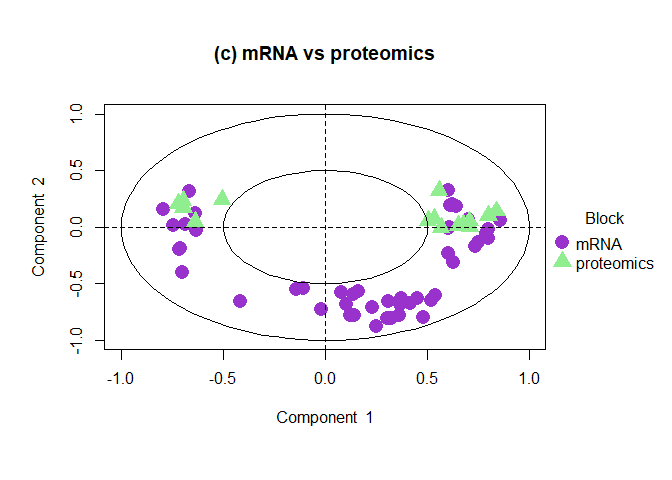 (c) mRNA vs proteomics
1.0
0.5
0.0
-0.5
-1.0
Component 2
-1.0 -0.5 0.0 0.5 1.0
Component 1
Block
mRNA
proteomics